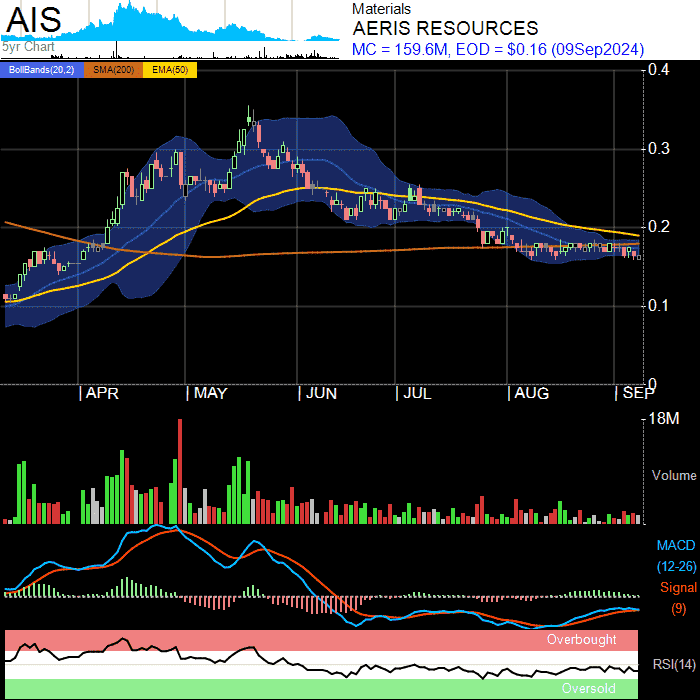 AIS
Materials
AERIS RESOURCES
MC = 159.6M, EOD = $0.16 (09Sep2024)
5yr Chart
BollBands(20,2) SMA(200) EMA(50)
0.4
0.3
0.2
0.1
0
APR MAY JUN JUL AUG SEP
18M
Volume
MACD
(12-26)
Signal
(9)
Overbought
RSI(14)
Oversold